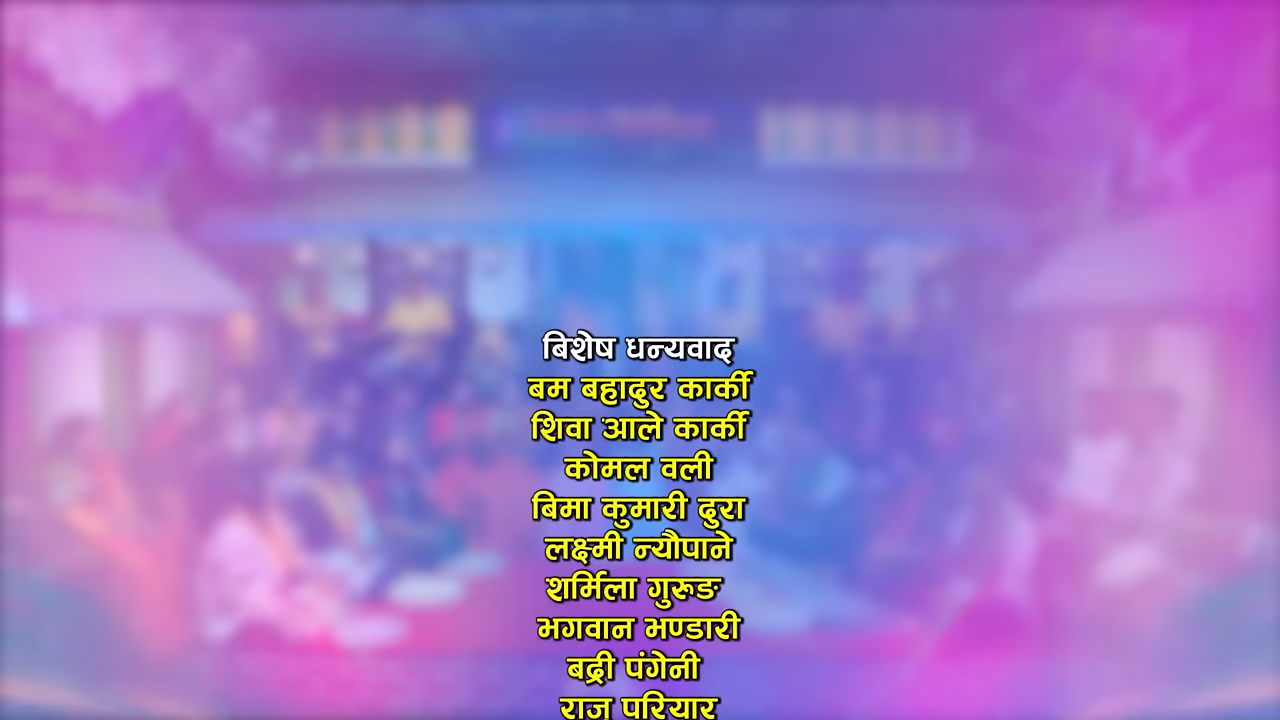 बिशेष धन्यवाद
बम बहादुर कार्की
शिवा आले कार्की
कोमल वली
बिमा कुमारी दुरा
लक्ष्मी न्यौपाने
शर्मिला गुरूङ
भगवान भण्डारी
बद्री पंगेनी
राज परियार